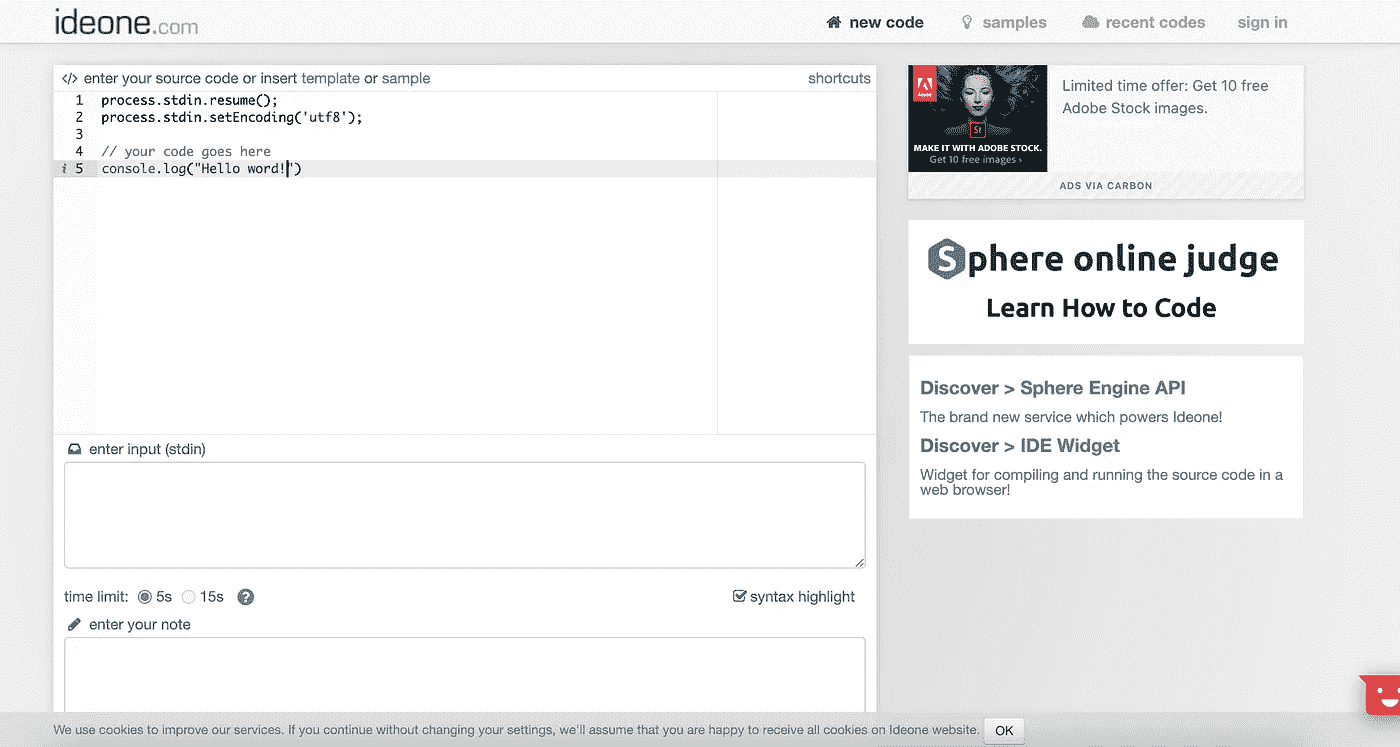 ideone.com
new code
samples
recent codes
sign in
</> enter your source code or insert template or sample
shortcuts
1 process.stdin.resume();
2 process.stdin.setEncoding('utf8');
3
4 // your code goes here
i 5 console.log("Hello word!")
enter input (stdin)
time limit: 5s 15s ?
syntax highlight
enter your note
Adobe
St
MAKE IT WITH ADOBE STOCK.
Get 10 free images ›
Limited time offer: Get 10 free
Adobe Stock images.
ADS VIA CARBON
Sphere online judge
Learn How to Code
Discover > Sphere Engine API
The brand new service which powers Ideone!
Discover > IDE Widget
Widget for compiling and running the source code in a
web browser!
We use cookies to improve our services. If you continue without changing your settings, we'll assume that you are happy to receive all cookies on Ideone website.
OK